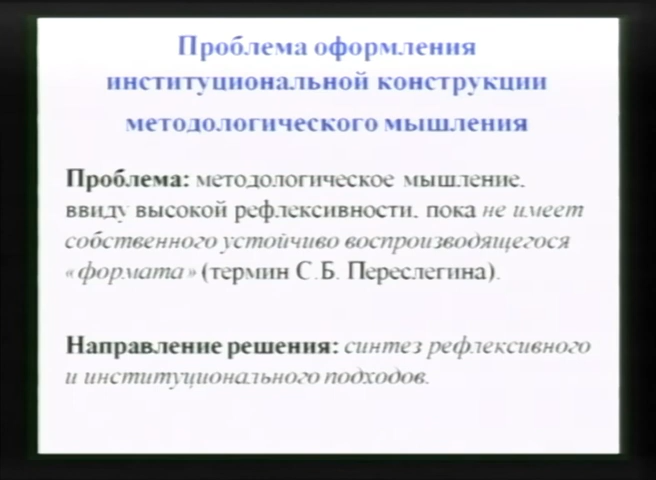 Проблема оформления
институциональной конструкции
методологического мышления
Проблема: методологическое мышление,
ввиду высокой рефлексивности, пока не имеет
собственного устойчиво воспроизводящегося
«формата» (термин С.Б. Переслегина).
Направление решения: синтез рефлексивного
и институционального подходов.